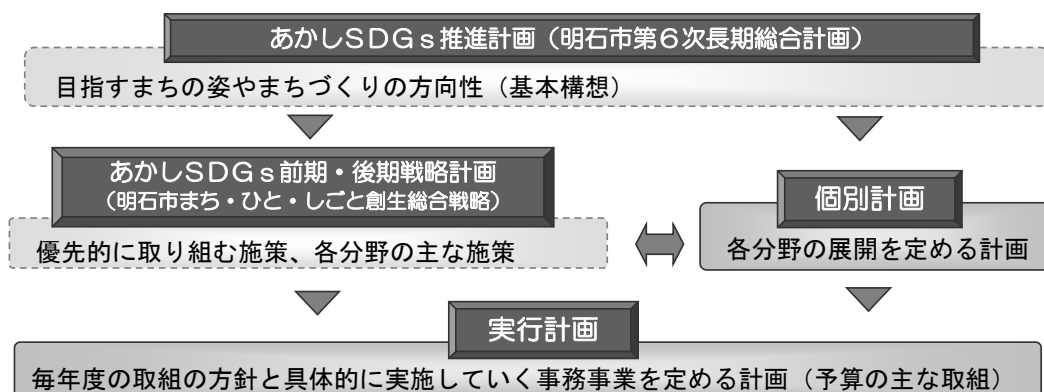 あかしSDGs推進計画（明石市第６次長期総合計画）
目指すまちの姿やまちづくりの方向性（基本構想）
あかしSDGs前期・後期戦略計画
（明石市まち・ひと・しごと創生総合戦略）
優先的に取り組む施策、各分野の主な施策
個別計画
各分野の展開を定める計画
実行計画
毎年度の取組の方針と具体的に実施していく事務事業を定める計画（予算の主な取組）